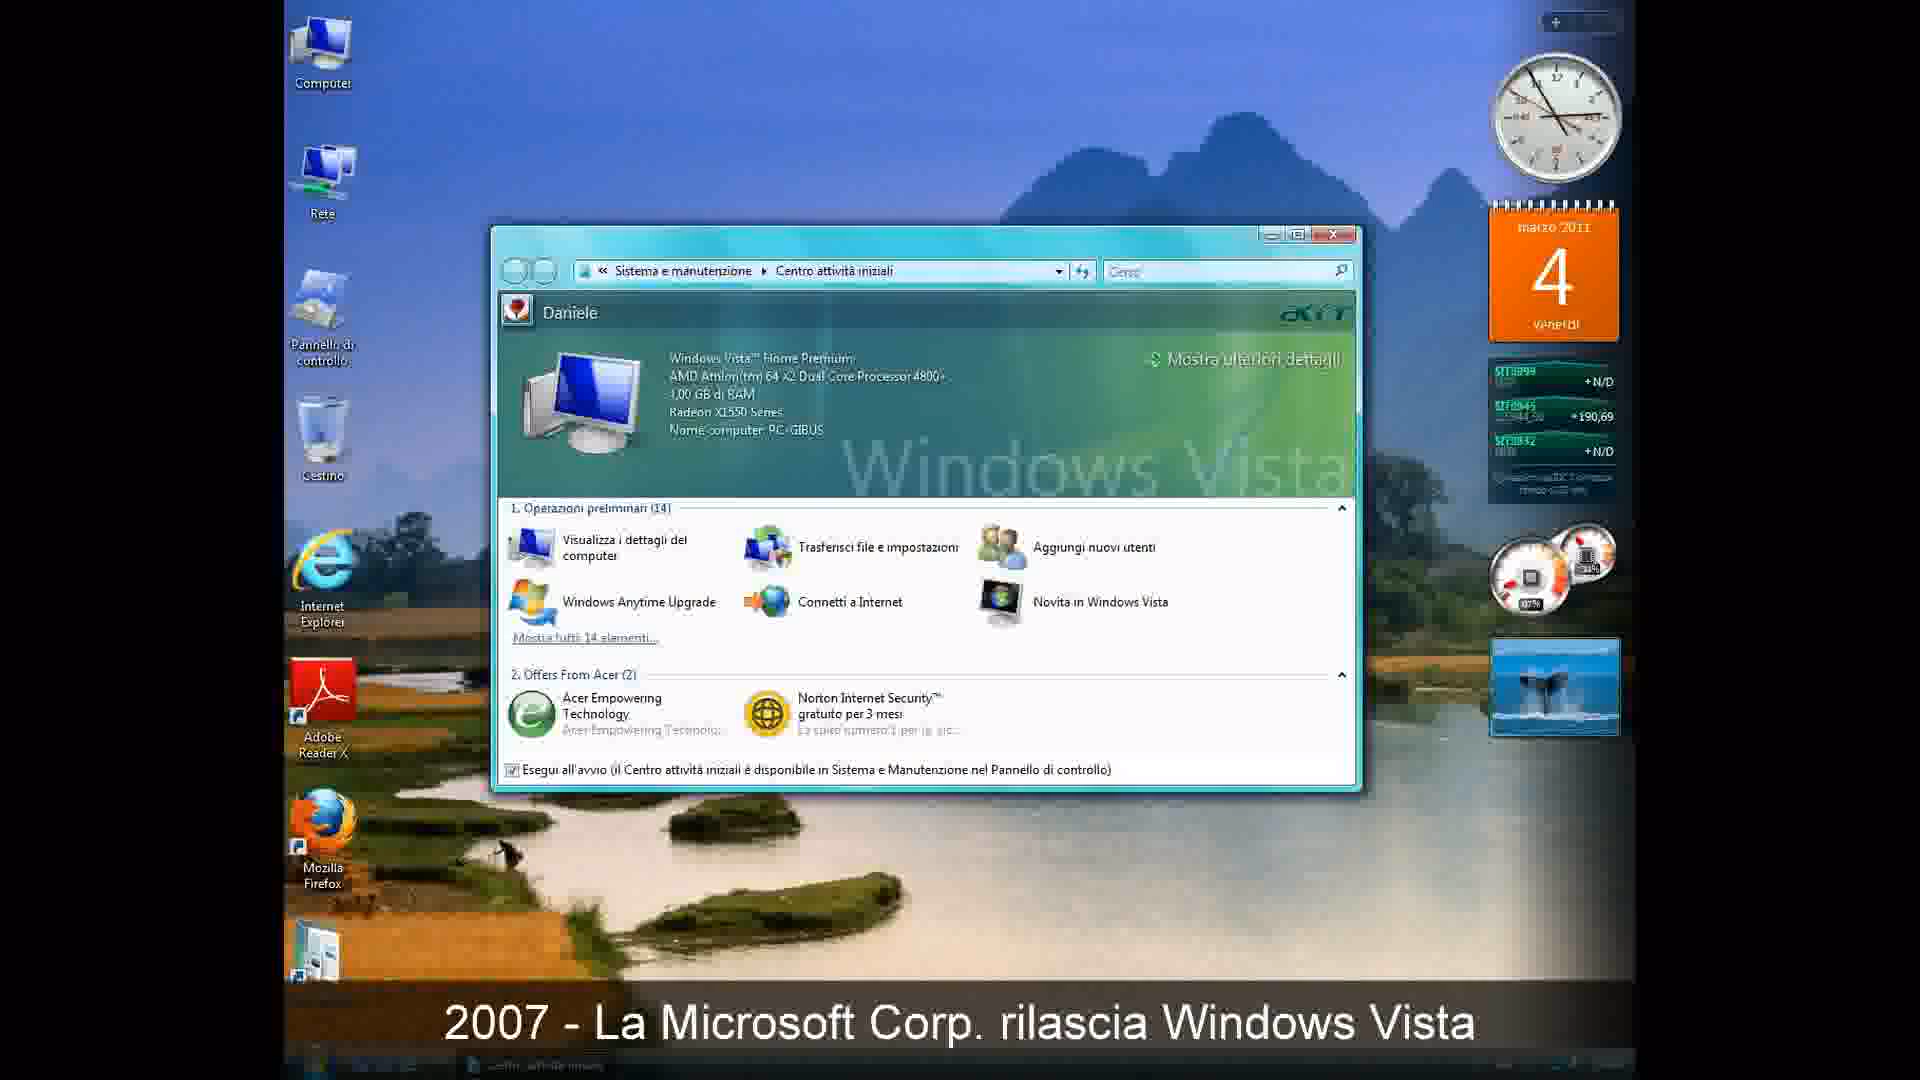 Computer
Rete
Pannello di
controllo
Cestino
Internet
Explorer
Adobe
Reader X
Mozilla
Firefox
« Sistema e manutenzione ▸ Centro attività iniziali
Cerca
Daniele
acer
Windows Vista™ Home Premium
AMD Athlon(tm) 64 X2 Dual Core Processor 4800+
1,00 GB di RAM
Radeon X1550 Series
Nome computer: PC-GIBUS
Mostra ulteriori dettagli
Windows Vista
1. Operazioni preliminari (14)
Visualizza i dettagli del
computer
Trasferisci file e impostazioni
Aggiungi nuovi utenti
Windows Anytime Upgrade
Connetti a Internet
Novità in Windows Vista
Mostra tutti 14 elementi...
2. Offers From Acer (2)
Acer Empowering
Technology
Acer Empowering Technolo...
Norton Internet Security™
gratuito per 3 mesi
Esegui all'avvio (il Centro attività iniziali è disponibile in Sistema e Manutenzione nel Pannello di controllo)
marzo 2011
4
venerdì
+N/D
+190,69
+N/D
2007 - La Microsoft Corp. rilascia Windows Vista